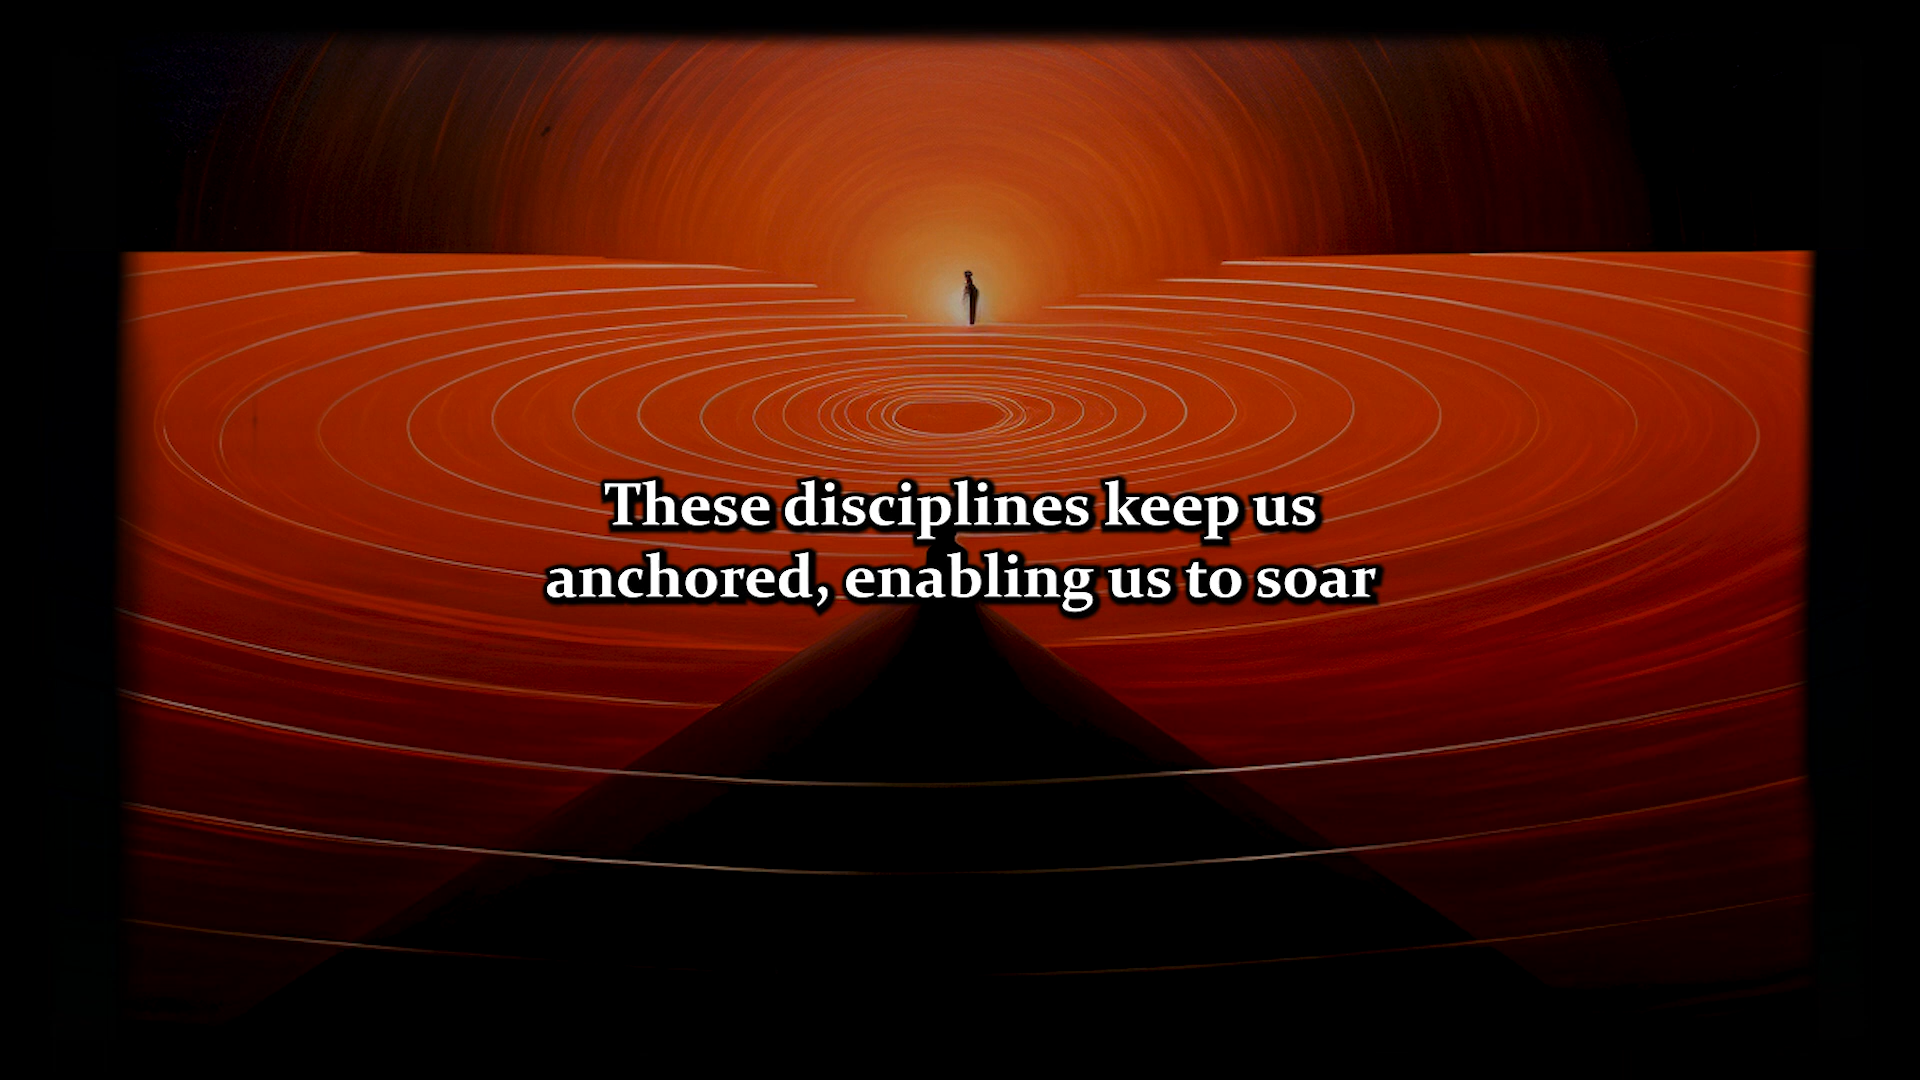 These disciplines keep us
anchored, enabling us to soar